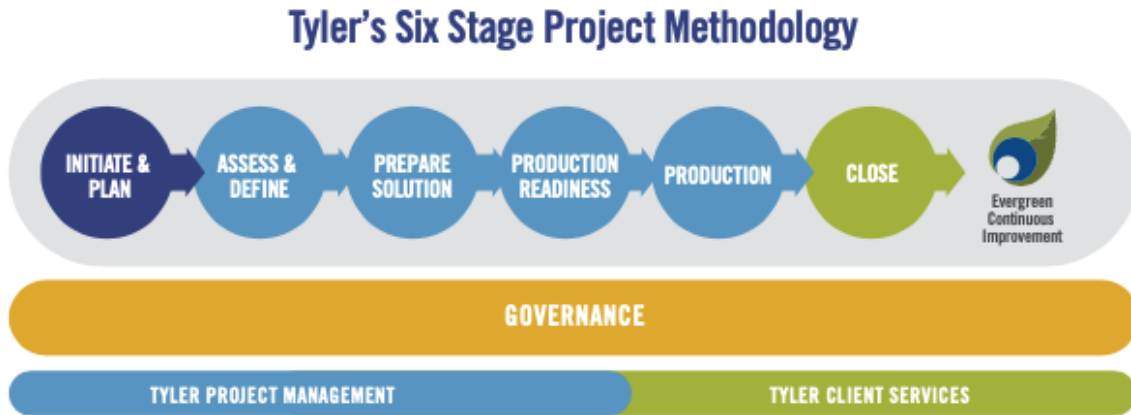 Tyler's Six Stage Project Methodology
INITIATE &
PLAN
ASSESS &
DEFINE
PREPARE
SOLUTION
PRODUCTION
READINESS
PRODUCTION
CLOSE
Evergreen
Continuous
Improvement
GOVERNANCE
TYLER PROJECT MANAGEMENT
TYLER CLIENT SERVICES